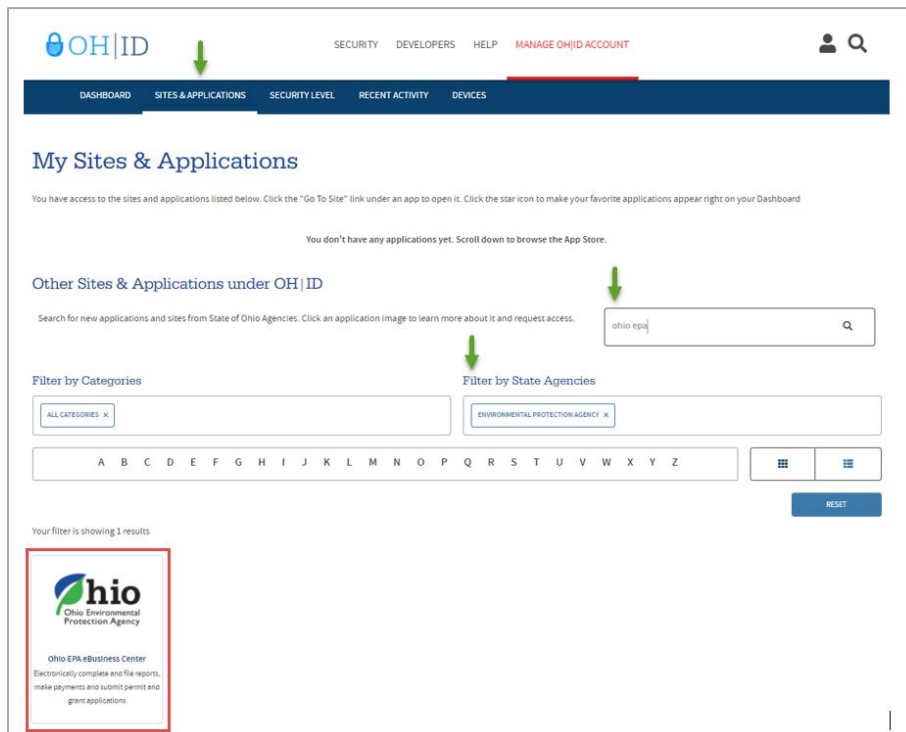 OH|ID
SECURITY DEVELOPERS HELP MANAGE OH|ID ACCOUNT
DASHBOARD SITES & APPLICATIONS SECURITY LEVEL RECENT ACTIVITY DEVICES
My Sites & Applications
You have access to the sites and applications listed below. Click the "Go To Site" link under an app to open it. Click the star icon to make your favorite applications appear right on your Dashboard
You don't have any applications yet. Scroll down to browse the App Store.
Other Sites & Applications under OH|ID
Search for new applications and sites from State of Ohio Agencies. Click an application image to learn more about it and request access.
ohio epa
Filter by Categories Filter by State Agencies
ALL CATEGORIES × ENVIRONMENTAL PROTECTION AGENCY ×
A B C D E F G H I J K L M N O P Q R S T U V W X Y Z
RESET
Your filter is showing 1 results
Ohio
Ohio Environmental
Protection Agency
Ohio EPA eBusiness Center
Electronically complete and file reports,
make payments and submit permit and
grant applications